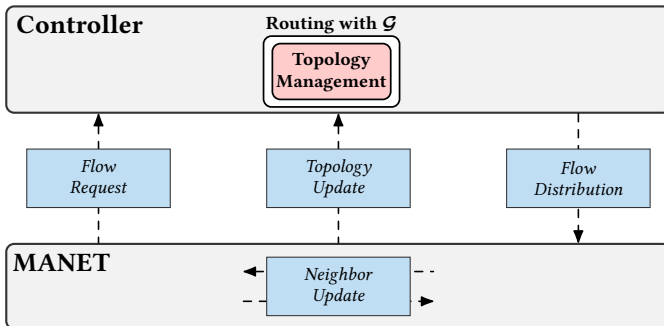 Controller
Routing with 𝒢
Topology
Management
Flow
Request
Topology
Update
Flow
Distribution
MANET
Neighbor
Update